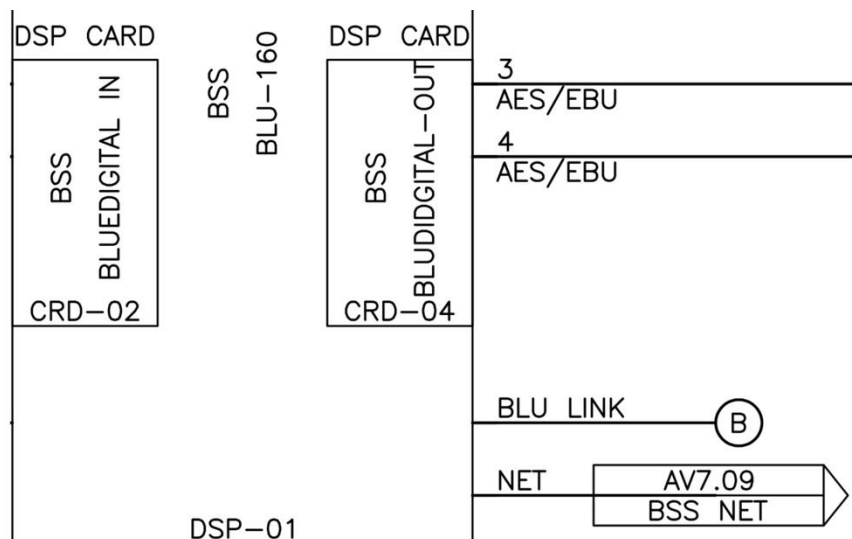 DSP CARD
BSS
BLUEDIGITAL IN
CRD-02
BSS
BLU-160
DSP CARD
BSS
BLUDIDGITAL-OUT
CRD-04
3
AES/EBU
4
AES/EBU
BLU LINK
B
NET
AV7.09
BSS NET
DSP-01